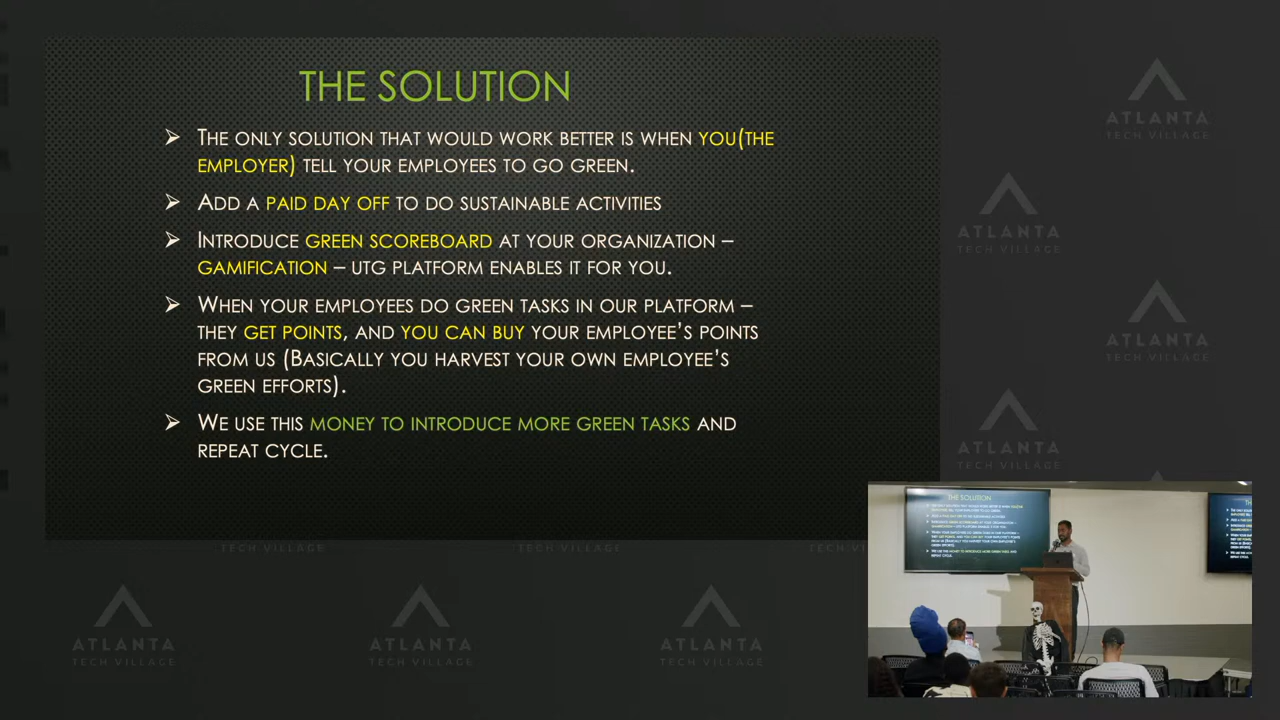 THE SOLUTION
THE ONLY SOLUTION THAT WOULD WORK BETTER IS WHEN YOU(THE
EMPLOYER) TELL YOUR EMPLOYEES TO GO GREEN.
ADD A PAID DAY OFF TO DO SUSTAINABLE ACTIVITIES
INTRODUCE GREEN SCOREBOARD AT YOUR ORGANIZATION –
GAMIFICATION – UTG PLATFORM ENABLES IT FOR YOU.
WHEN YOUR EMPLOYEES DO GREEN TASKS IN OUR PLATFORM –
THEY GET POINTS, AND YOU CAN BUY YOUR EMPLOYEE'S POINTS
FROM US (BASICALLY YOU HARVEST YOUR OWN EMPLOYEE'S
GREEN EFFORTS).
WE USE THIS MONEY TO INTRODUCE MORE GREEN TASKS AND
REPEAT CYCLE.
ATLANTA
TECH VILLAGE
ATLANTA
TECH VILLAGE
ATLANTA
TECH VILLAGE
ATLANTA
TECH VILLAGE
TECH VILLAGE
TECH VILLAGE
ATLANTA
TECH VILLAGE
ATLANTA
TECH VILLAGE
ATLANTA
TECH VILLAGE
THE SOLUTION